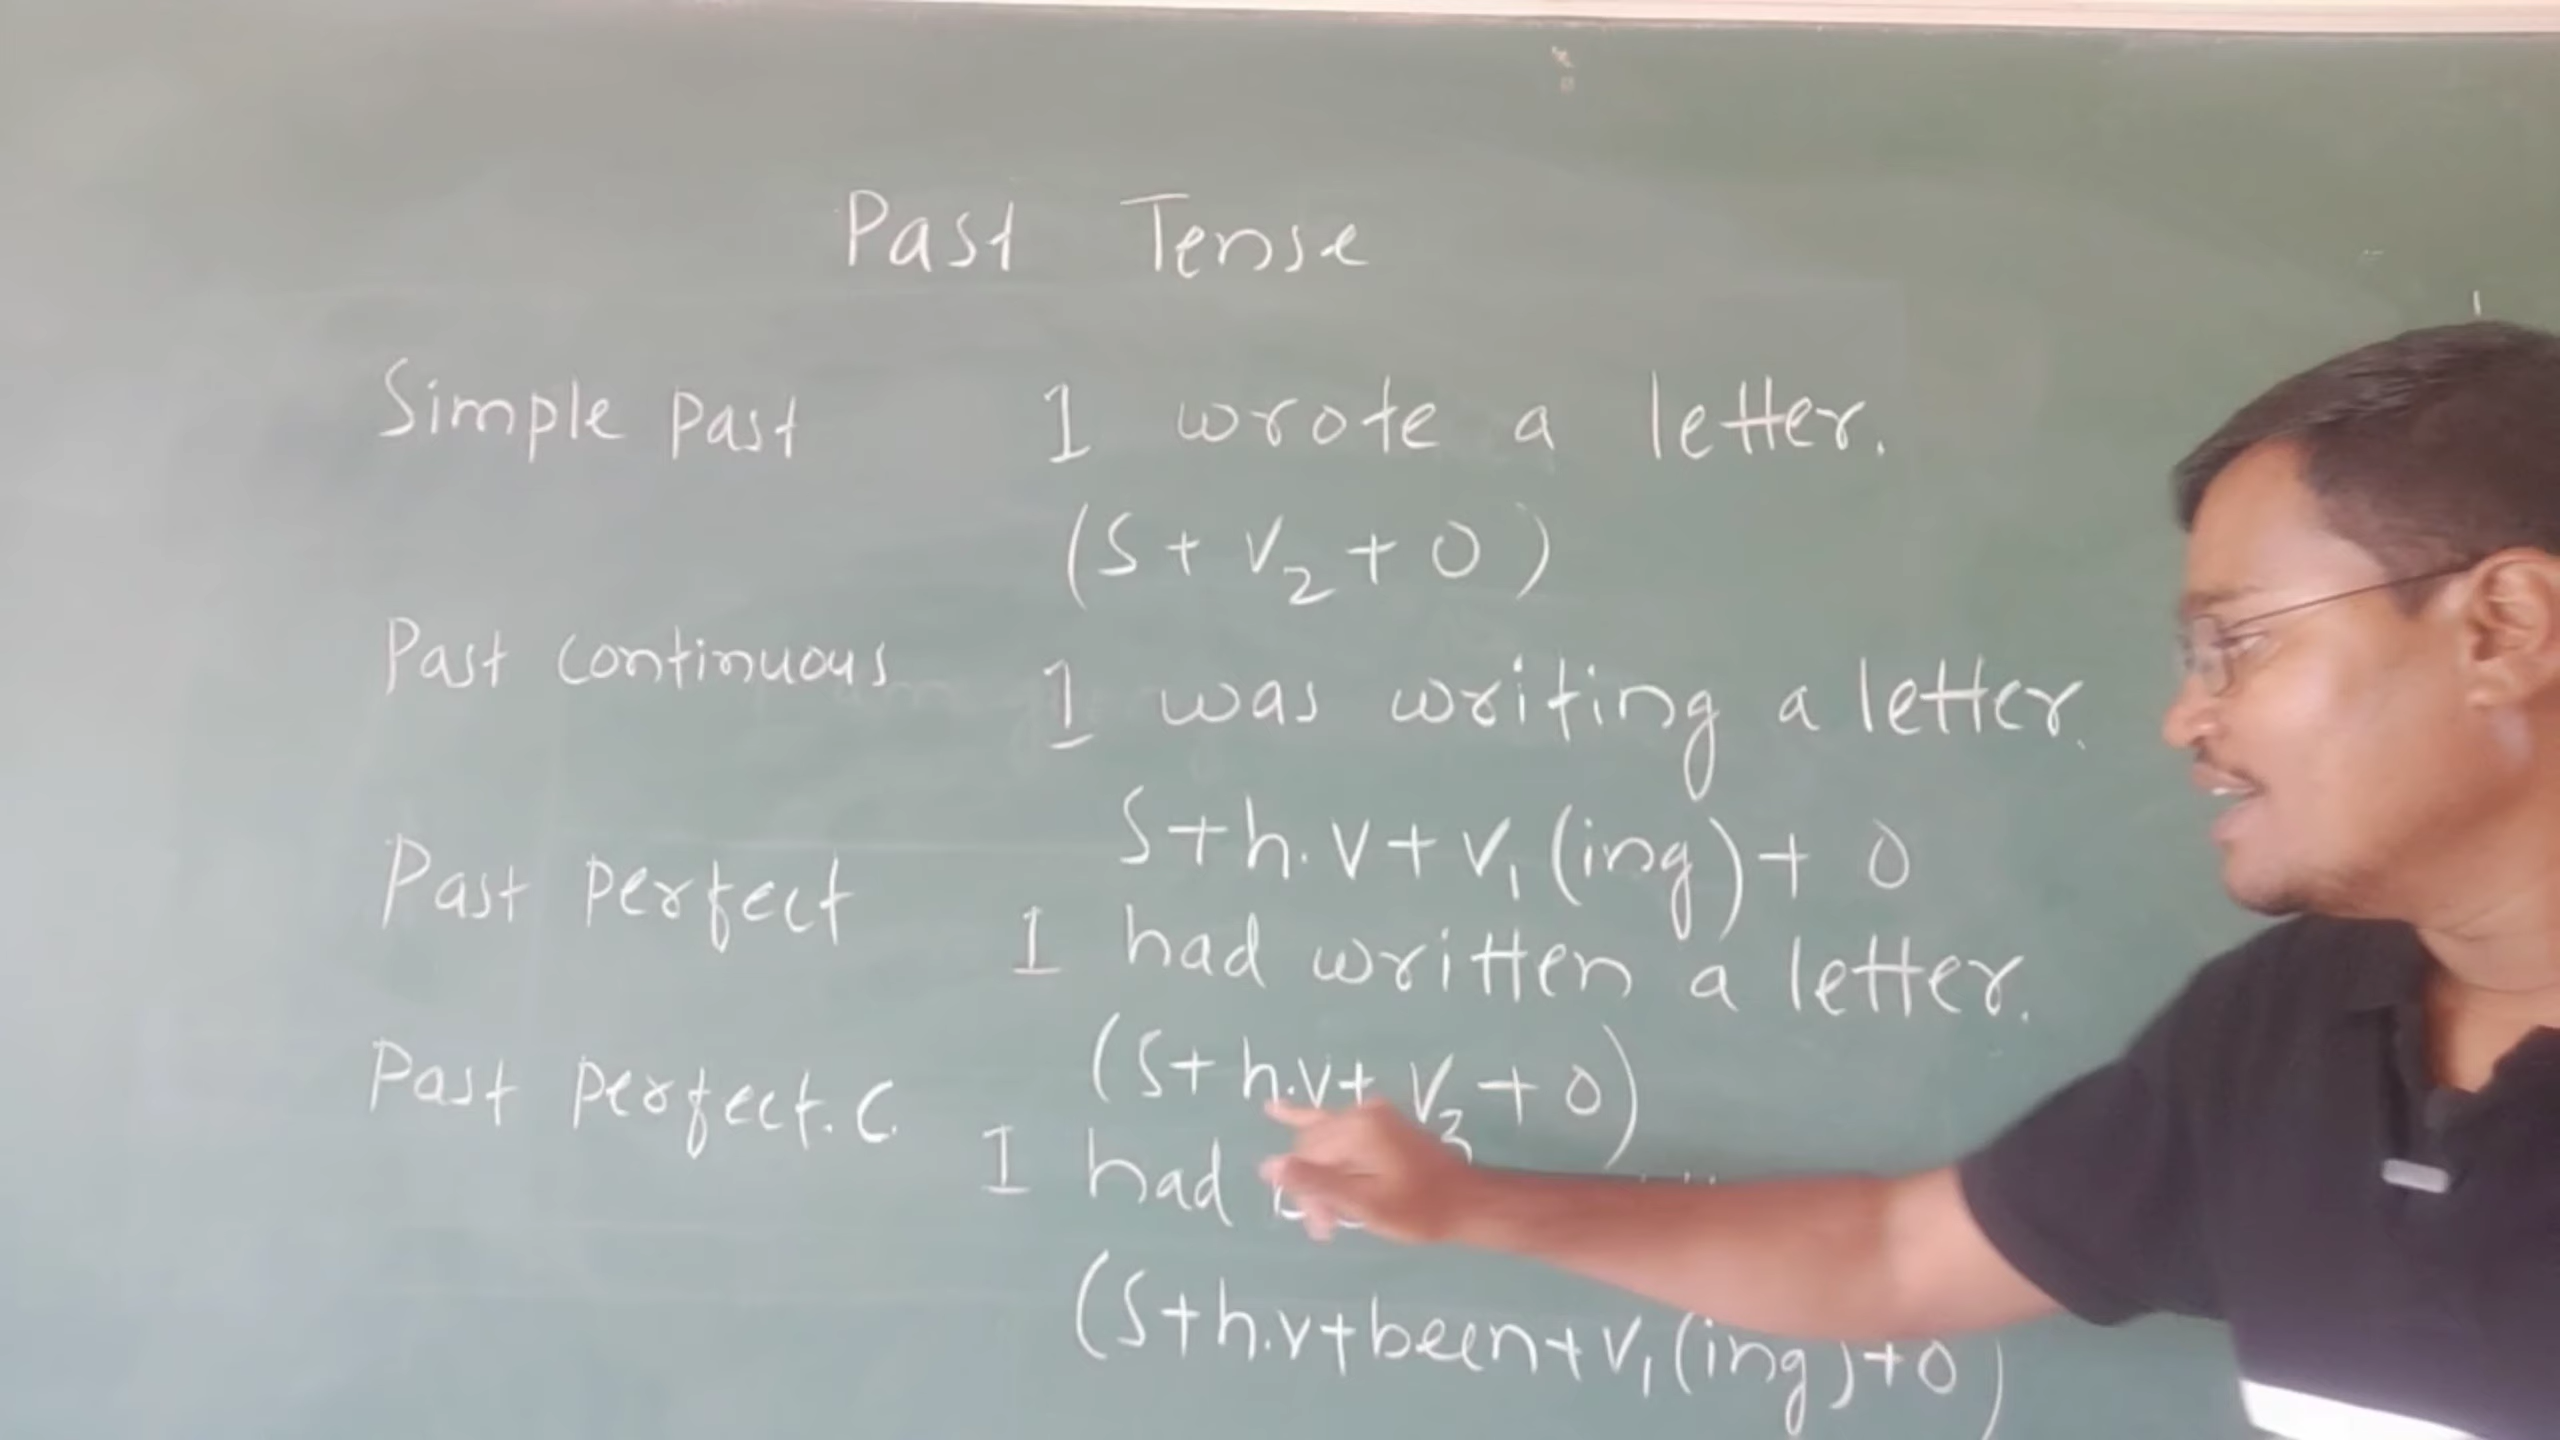 Past Tense
Simple past I wrote a letter.
(S + V2 + O)
Past continuous I was writing a letter.
S + h.v + v1 (ing) + O
Past perfect I had written a letter.
(S + h.v + V3 + O)
Past perfect. C. I had
(S + h.v + been + v1 (ing) + O)